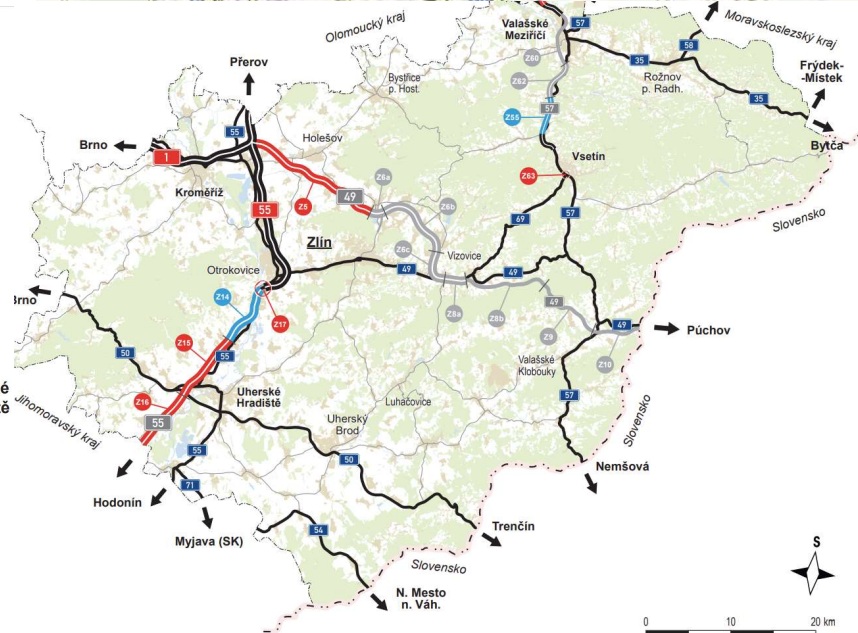 Olomoucký kraj
Valašské
Meziříčí
57
Moravskoslezský kraj
58
Z60
35
Přerov
Bystřice
p. Host.
Z62
Rožnov
p. Radh.
Frýdek-
-Místek
57
35
Z55
55
Holešov
Brno
Bytča
1
Vsetín
Kroměříž
Z6a
Z63
Z5
49
Z6b
55
69
57
Slovensko
Zlín
Z6c
Vizovice
Otrokovice
49
49
Z14
Z8a
Z8b
49
Z17
49
Púchov
Z15
Z9
Z10
50
55
Valašské
Klobouky
Uherské
Hradiště
Luhačovice
57
Z16
Jihomoravský kraj
55
Uherský
Brod
Slovensko
55
50
Nemšová
71
Hodonín
54
Trenčín
Myjava (SK)
Slovensko
S
N. Mesto
n. Váh.
0 10 20 km